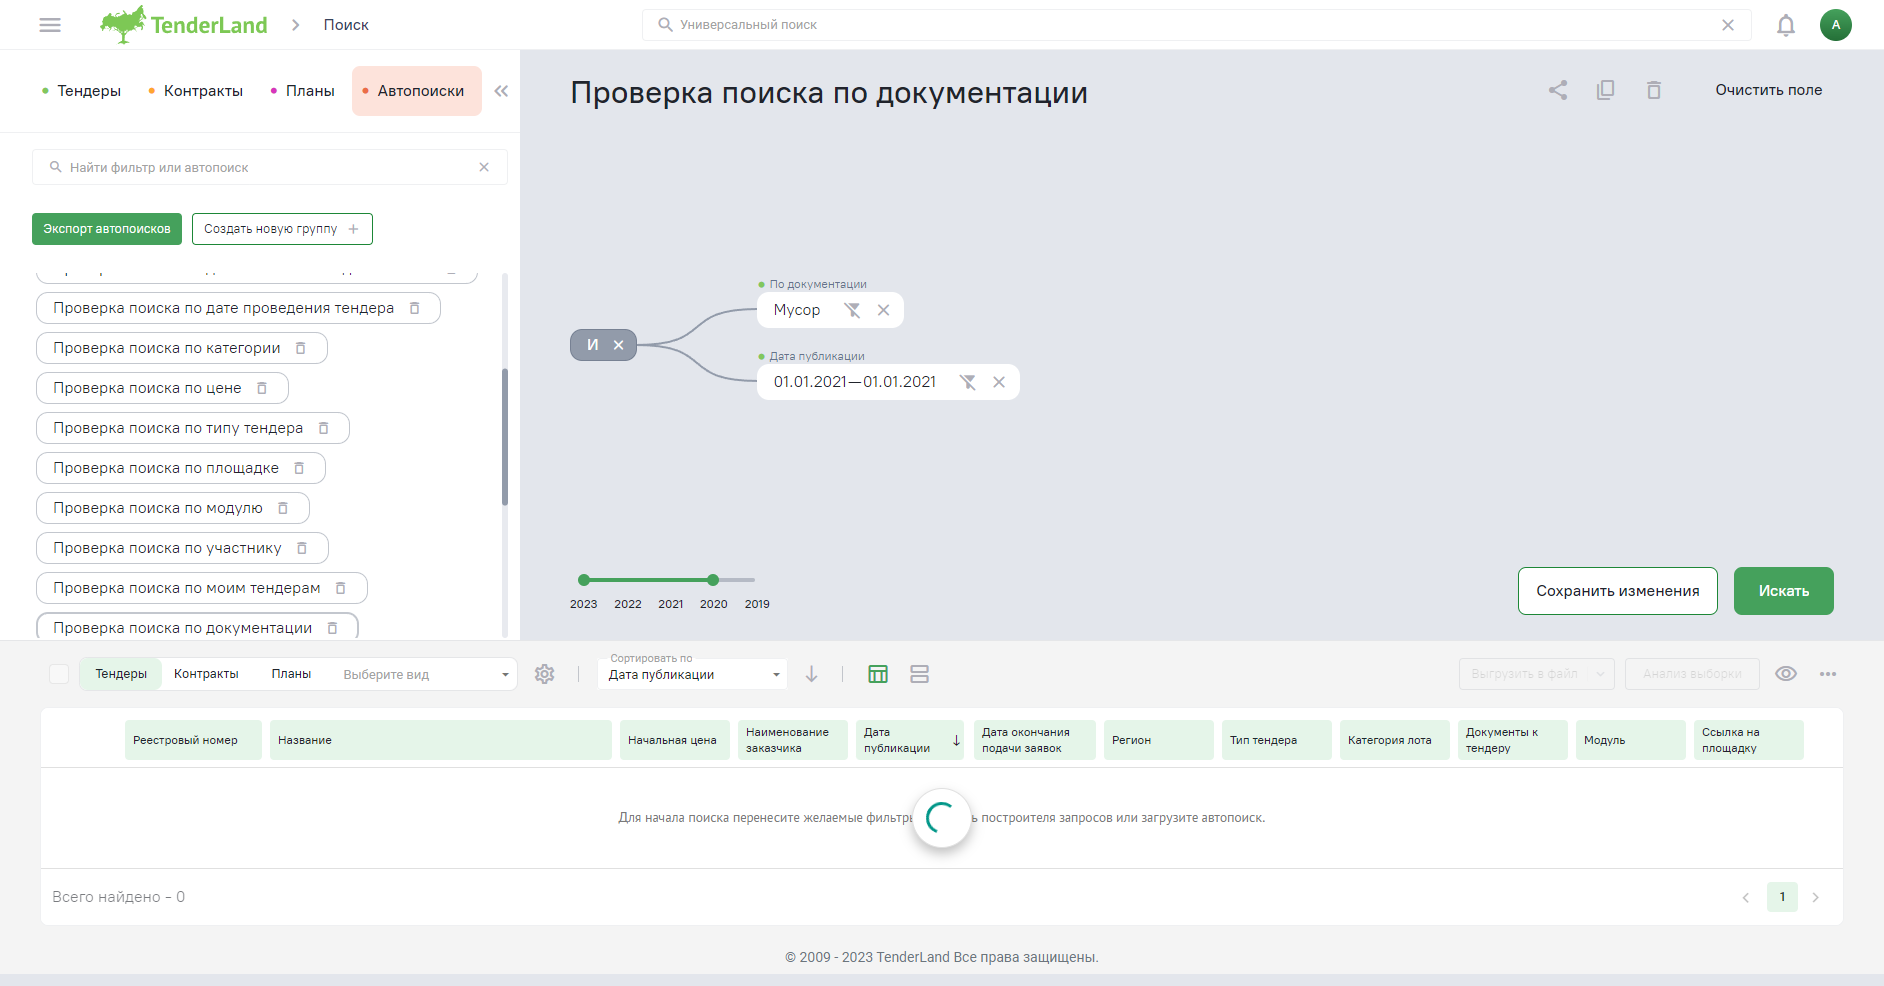 TenderLand
Поиск
Универсальный поиск
А
Тендеры
Контракты
Планы
Автопоиски
Найти фильтр или автопоиск
Экспорт автопоисков
Создать новую группу
Проверка поиска по дате проведения тендера
Проверка поиска по категории
Проверка поиска по цене
Проверка поиска по типу тендера
Проверка поиска по площадке
Проверка поиска по модулю
Проверка поиска по участнику
Проверка поиска по моим тендерам
Проверка поиска по документации
Проверка поиска по документации
Очистить поле
И
По документации
Мусор
Дата публикации
01.01.2021—01.01.2021
2023 2022 2021 2020 2019
Сохранить изменения
Искать
Тендеры
Контракты
Планы
Выберите вид
Сортировать по
Дата публикации
Выгрузить в файл
Анализ выборки
Реестровый номер
Название
Начальная цена
Наименование
заказчика
Дата
публикации
Дата окончания
подачи заявок
Регион
Тип тендера
Категория лота
Документы к
тендеру
Модуль
Ссылка на
площадку
Для начала поиска перенесите желаемые построителя запросов или загрузите автопоиск.
Всего найдено - 0
1
© 2009 - 2023 TenderLand Все права защищены.